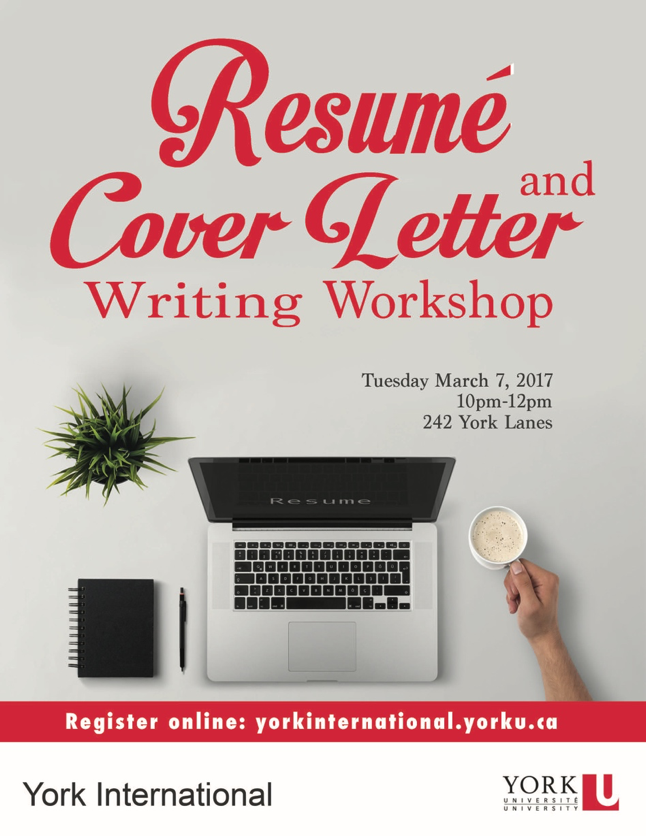 Resumé
and
Cover Letter
Writing Workshop
Tuesday March 7, 2017
10pm-12pm
242 York Lanes
Resume
Register online: yorkinternational.yorku.ca
York International
YORK U
UNIVERSITÉ
UNIVERSITY